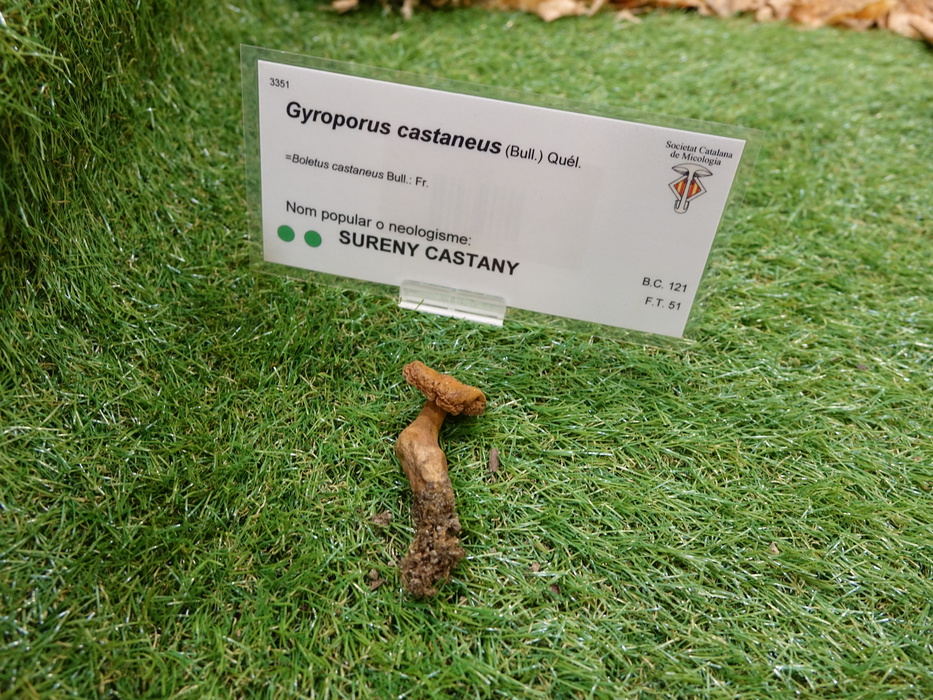 3351
Gyroporus castaneus (Bull.) Quél.
=Boletus castaneus Bull.: Fr.
Nom popular o neologisme:
SURENY CASTANY
Societat Catalana
de Micologia
B.C. 121
F.T. 51